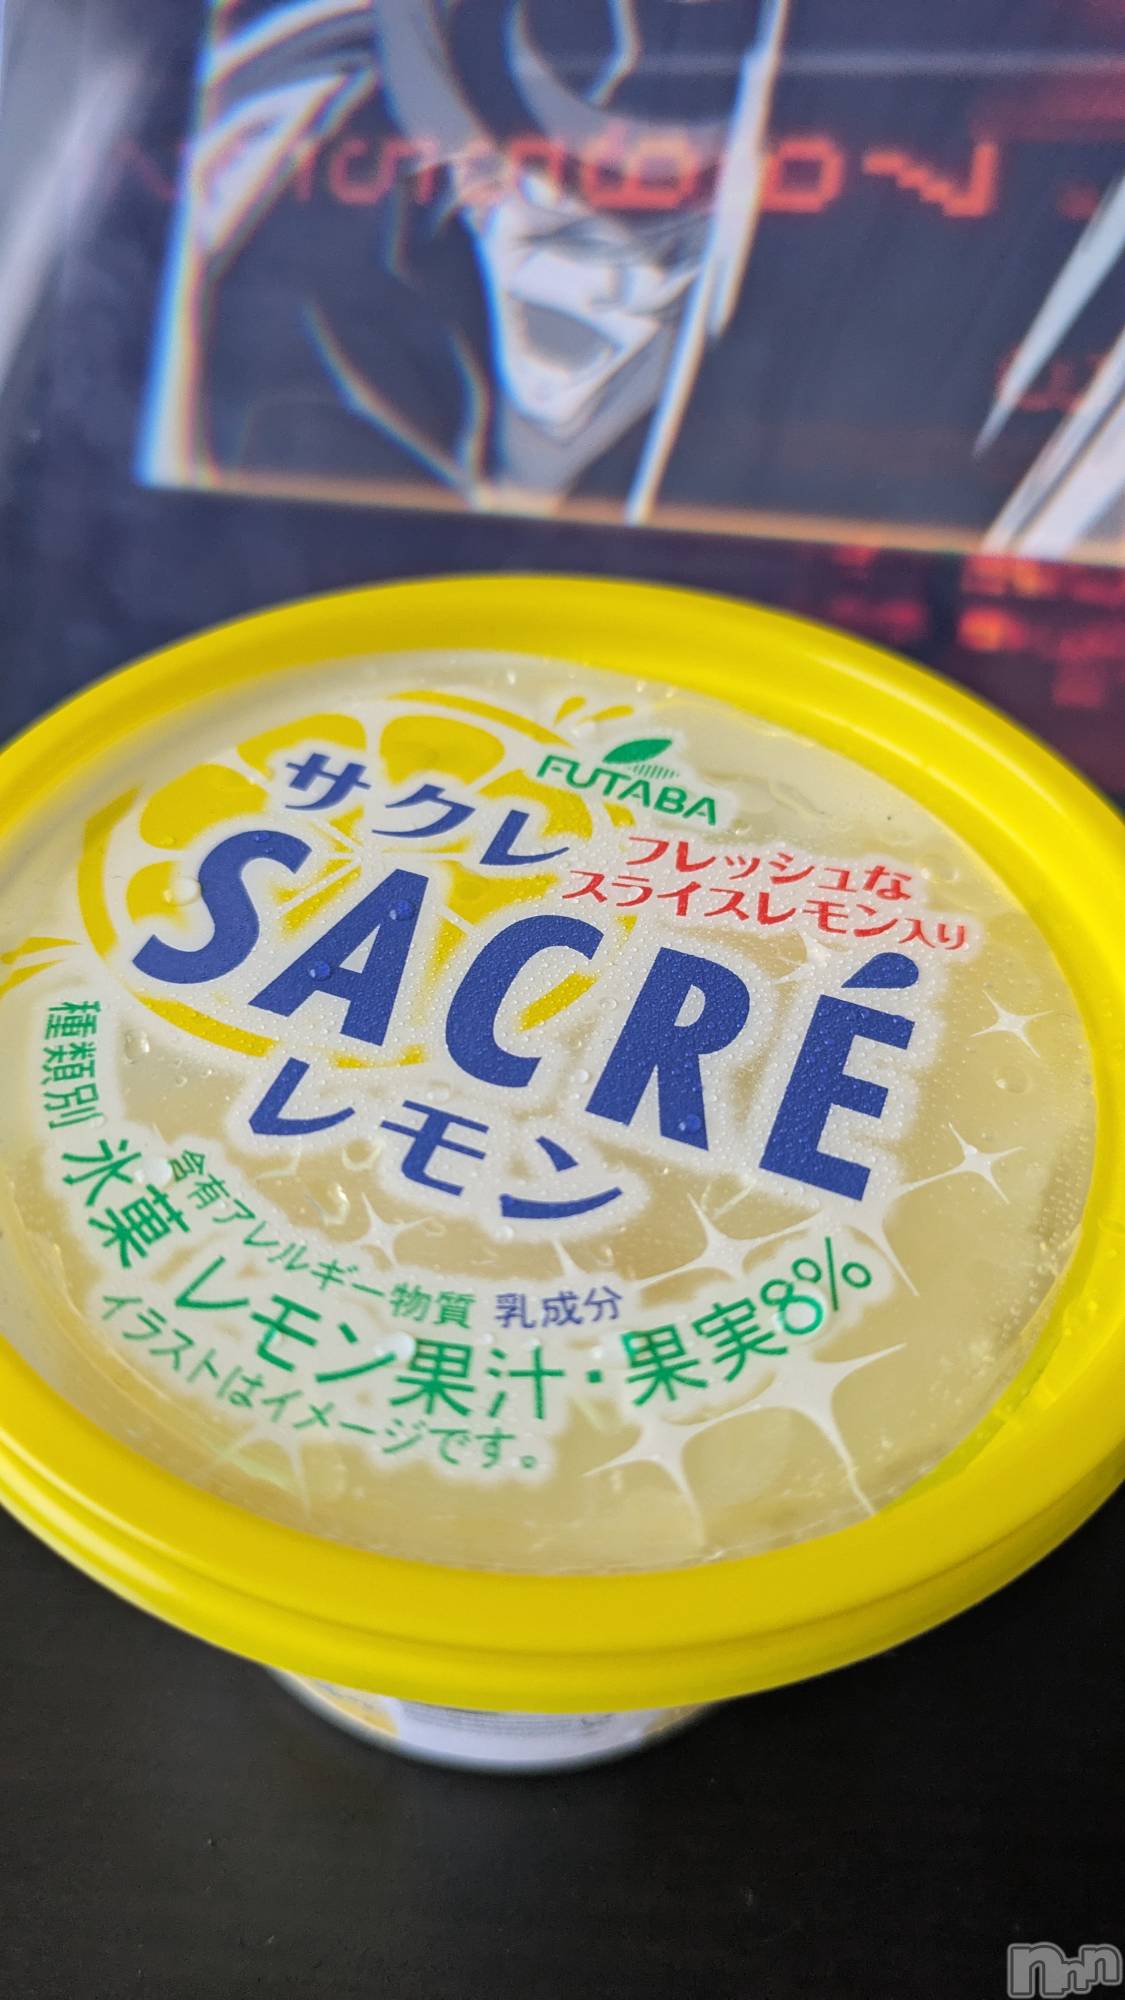 FUTABA
サクレ
フレッシュな
スライスレモン入り
SACRÉ
レモン
種類別 氷菓 レモン果汁・果実8%
含有アレルギー物質 乳成分
イラストはイメージです。
nnn